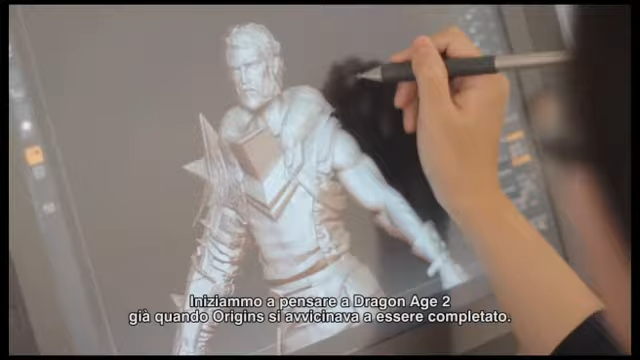 Iniziammo a pensare a Dragon Age 2
già quando Origins si avvicinava a essere completato.